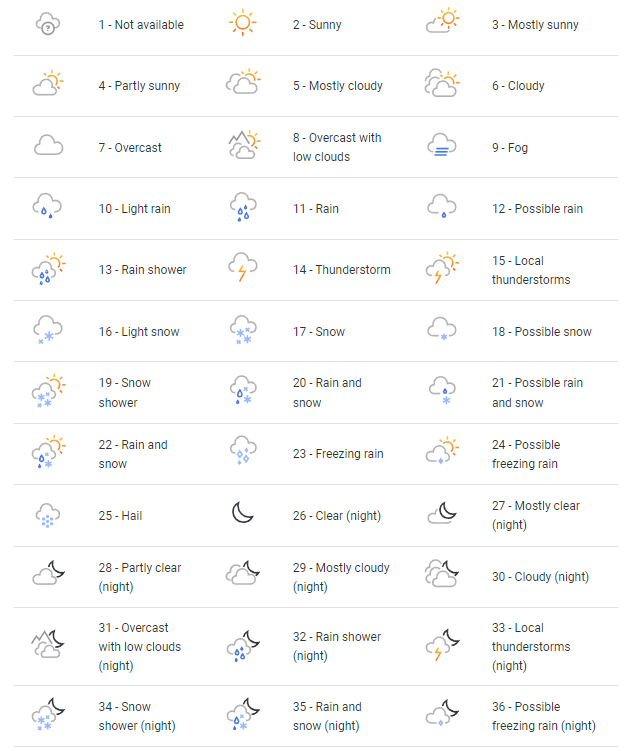 1 - Not available
2 - Sunny
3 - Mostly sunny
4 - Partly sunny
5 - Mostly cloudy
6 - Cloudy
7 - Overcast
8 - Overcast with
low clouds
9 - Fog
10 - Light rain
11 - Rain
12 - Possible rain
13 - Rain shower
14 - Thunderstorm
15 - Local
thunderstorms
16 - Light snow
17 - Snow
18 - Possible snow
19 - Snow
shower
20 - Rain and
snow
21 - Possible rain
and snow
22 - Rain and
snow
23 - Freezing rain
24 - Possible
freezing rain
25 - Hail
26 - Clear (night)
27 - Mostly clear
(night)
28 - Partly clear
(night)
29 - Mostly cloudy
(night)
30 - Cloudy (night)
31 - Overcast
with low clouds
(night)
32 - Rain shower
(night)
33 - Local
thunderstorms
(night)
34 - Snow
shower (night)
35 - Rain and
snow (night)
36 - Possible
freezing rain (night)